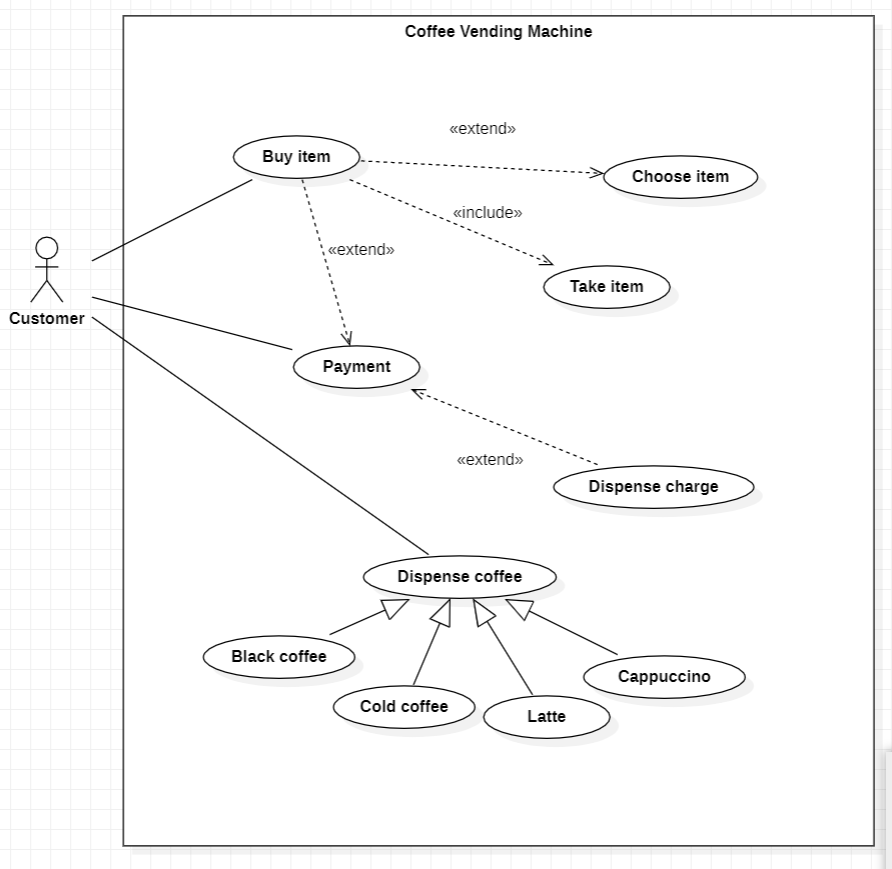 Coffee Vending Machine
«extend»
Buy item
Choose item
«include»
«extend»
Take item
Customer
Payment
«extend»
Dispense charge
Dispense coffee
Black coffee
Cappuccino
Cold coffee
Latte